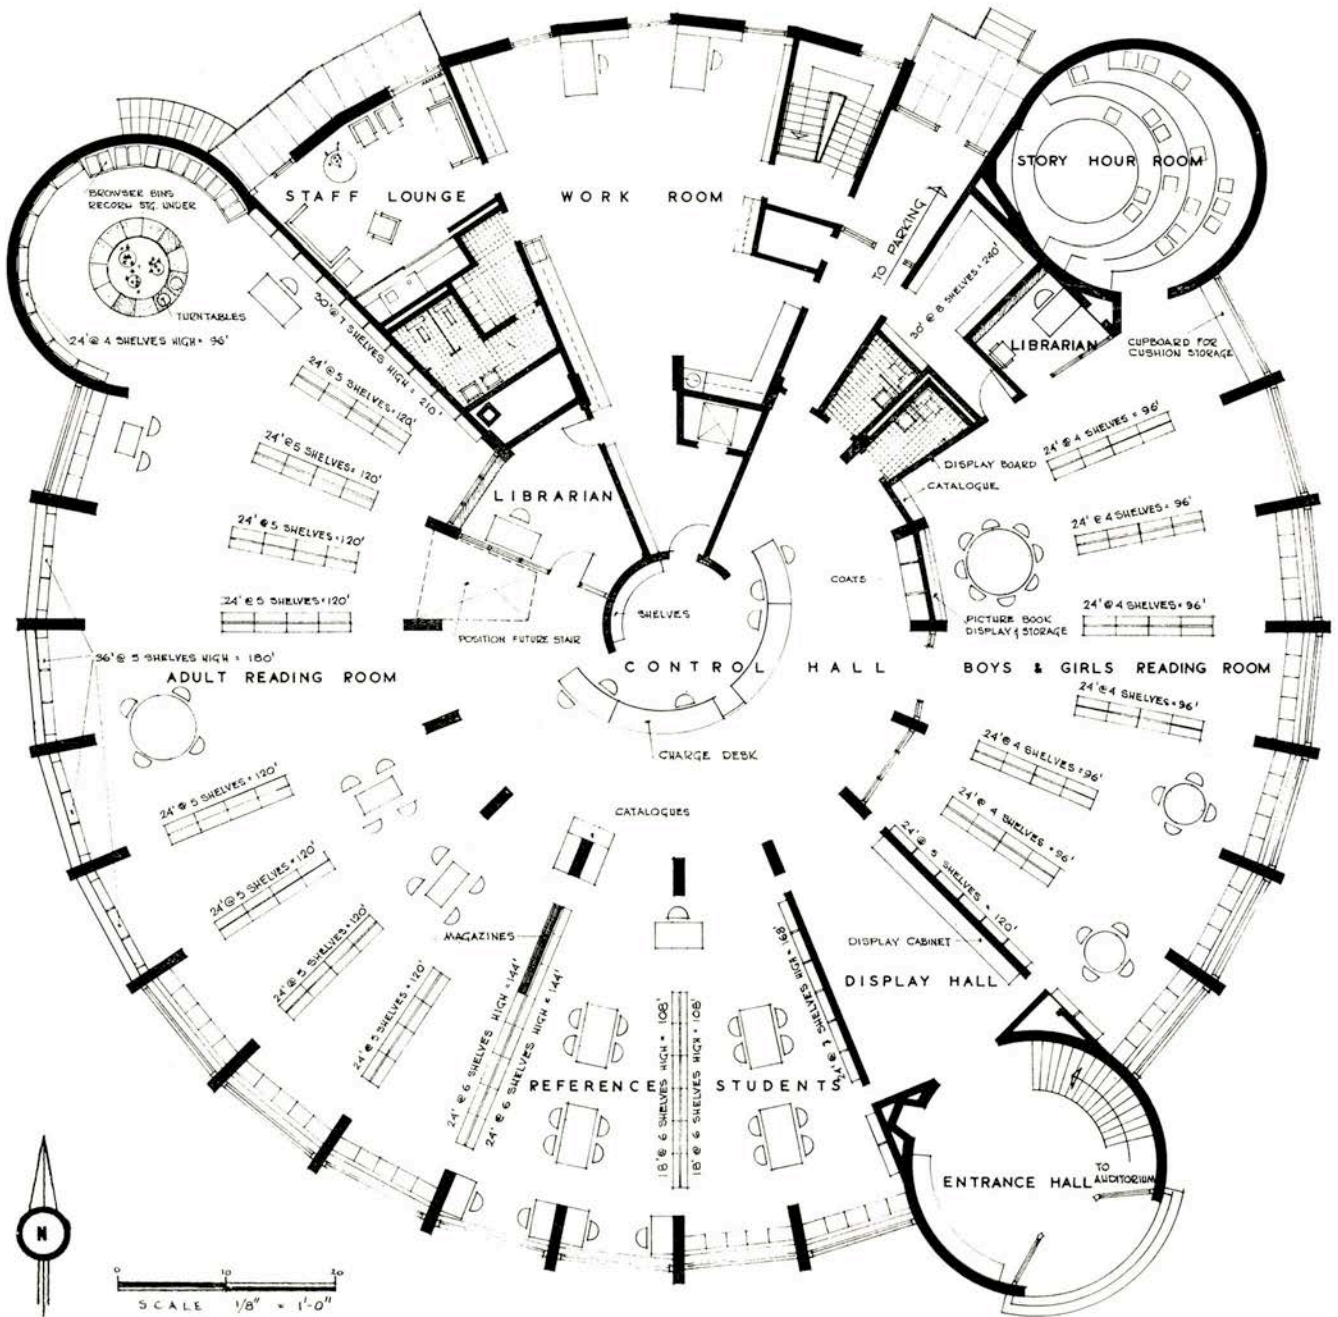 STORY HOUR ROOM
BROWSER BINS
RECORD STG. UNDER
STAFF LOUNGE
WORK ROOM
TO PARKING
TURNTABLES
24' @ 4 SHELVES HIGH = 96'
30' @ 7 SHELVES HIGH = 210'
30' @ 8 SHELVES = 240'
LIBRARIAN
CUPBOARD FOR
CUSHION STORAGE
24' @ 5 SHELVES = 120'
24' @ 5 SHELVES = 120'
24' @ 5 SHELVES = 120'
24' @ 5 SHELVES = 120'
24' @ 4 SHELVES = 96'
24' @ 4 SHELVES = 96'
24' @ 4 SHELVES = 96'
24' @ 4 SHELVES = 96'
24' @ 4 SHELVES = 96'
24' @ 4 SHELVES = 96'
DISPLAY BOARD
CATALOGUE
LIBRARIAN
COATS
SHELVES
PICTURE BOOK
DISPLAY & STORAGE
POSITION FUTURE STAIR
36' @ 5 SHELVES HIGH = 180'
ADULT READING ROOM
CONTROL HALL
BOYS & GIRLS READING ROOM
CHARGE DESK
CATALOGUES
24' @ 5 SHELVES = 120'
24' @ 5 SHELVES = 120'
24' @ 5 SHELVES = 120'
24' @ 5 SHELVES = 120'
24' @ 5 SHELVES = 120'
MAGAZINES
DISPLAY CABINET
DISPLAY HALL
24' @ 6 SHELVES HIGH = 144'
24' @ 6 SHELVES HIGH = 144'
18' @ 6 SHELVES HIGH = 108'
18' @ 6 SHELVES HIGH = 108'
24' @ 7 SHELVES HIGH = 168'
REFERENCE
STUDENTS
ENTRANCE HALL
TO
AUDITORIUM
N
0 10 20
SCALE 1/8" = 1'-0"